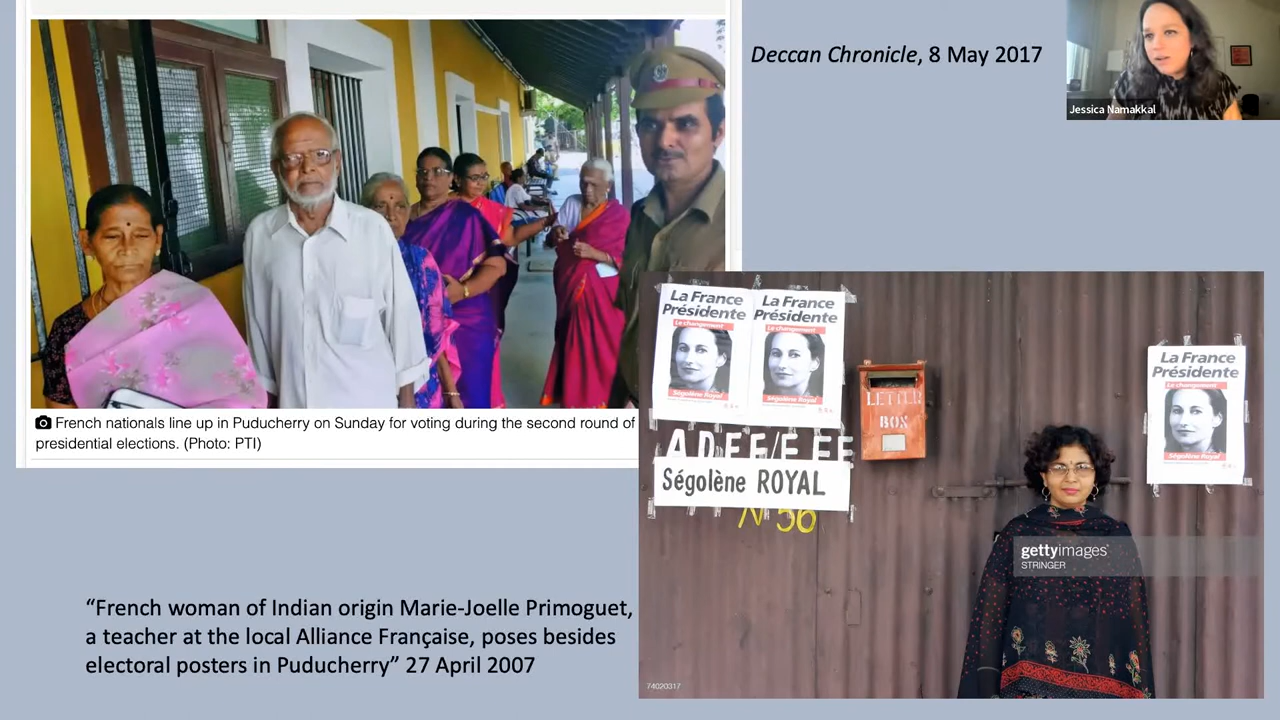 Deccan Chronicle, 8 May 2017
Jessica Namakkal
French nationals line up in Puducherry on Sunday for voting during the second round of
presidential elections. (Photo: PTI)
La France
Présidente
Le changement
Ségolène Royal
La France
Présidente
Le changement
Ségolène Royal
LETTER
BOX
La France
Présidente
Le changement
Ségolène Royal
Ségolène ROYAL
N 56
gettyimages
STRINGER
74020317
“French woman of Indian origin Marie-Joelle Primoguet,
a teacher at the local Alliance Française, poses besides
electoral posters in Puducherry” 27 April 2007